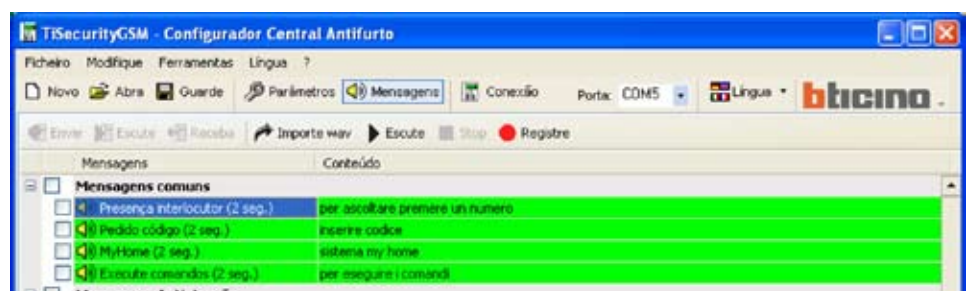 TiSecurityGSM - Configurador Central Antifurto
Ficheiro Modifique Ferramentas Língua ?
Novo Abra Guarde Parâmetros Mensagens Conexão Porta: COM5 Língua bticino
Envie Escute Receba Importe wav Escute Stop Registre
Mensagens Conteúdo
Mensagens comuns
Presença interlocutor (2 seg.) per ascoltare premere un numero
Pedido código (2 seg.) inserire codice
MyHome (2 seg.) sistema my home
Execute comandos (2 seg.) per eseguire i comandi